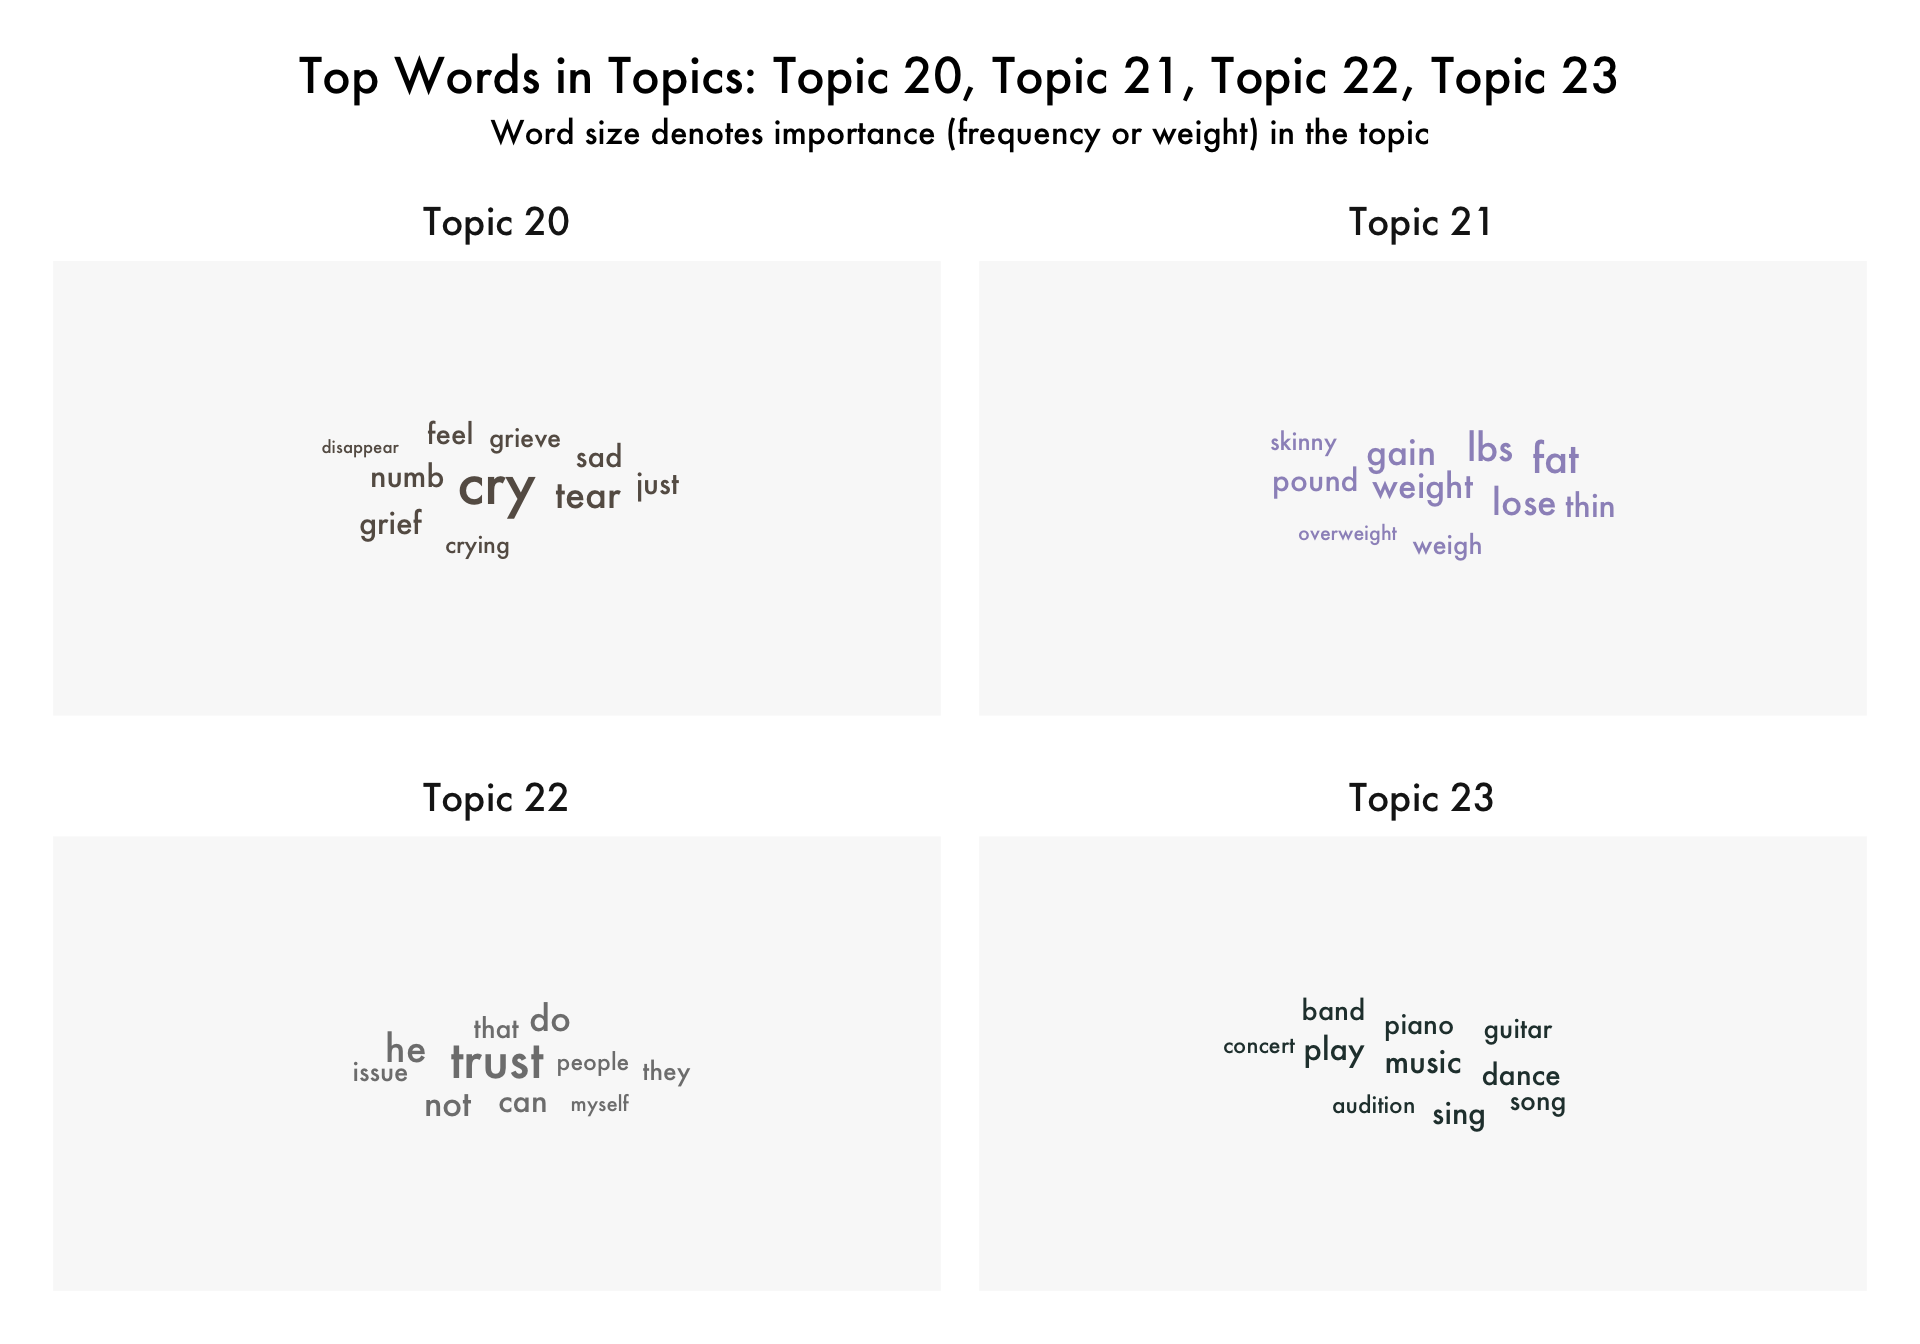 Top Words in Topics: Topic 20, Topic 21, Topic 22, Topic 23
Word size denotes importance (frequency or weight) in the topic
Topic 20
disappear feel grieve sad
numb cry tear just
grief crying
Topic 21
skinny gain lbs fat
pound weight lose thin
overweight weigh
Topic 22
that do
he trust people they
issue
not can myself
Topic 23
band piano guitar
concert play music dance
audition sing song